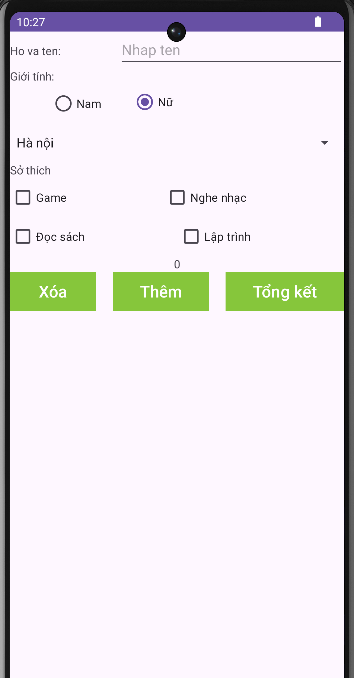 10:27
Ho va ten: Nhap ten
Giới tính:
Nam Nữ
Hà nội
Sở thích
Game Nghe nhạc
Đọc sách Lập trình
0
Xóa Thêm Tổng kết